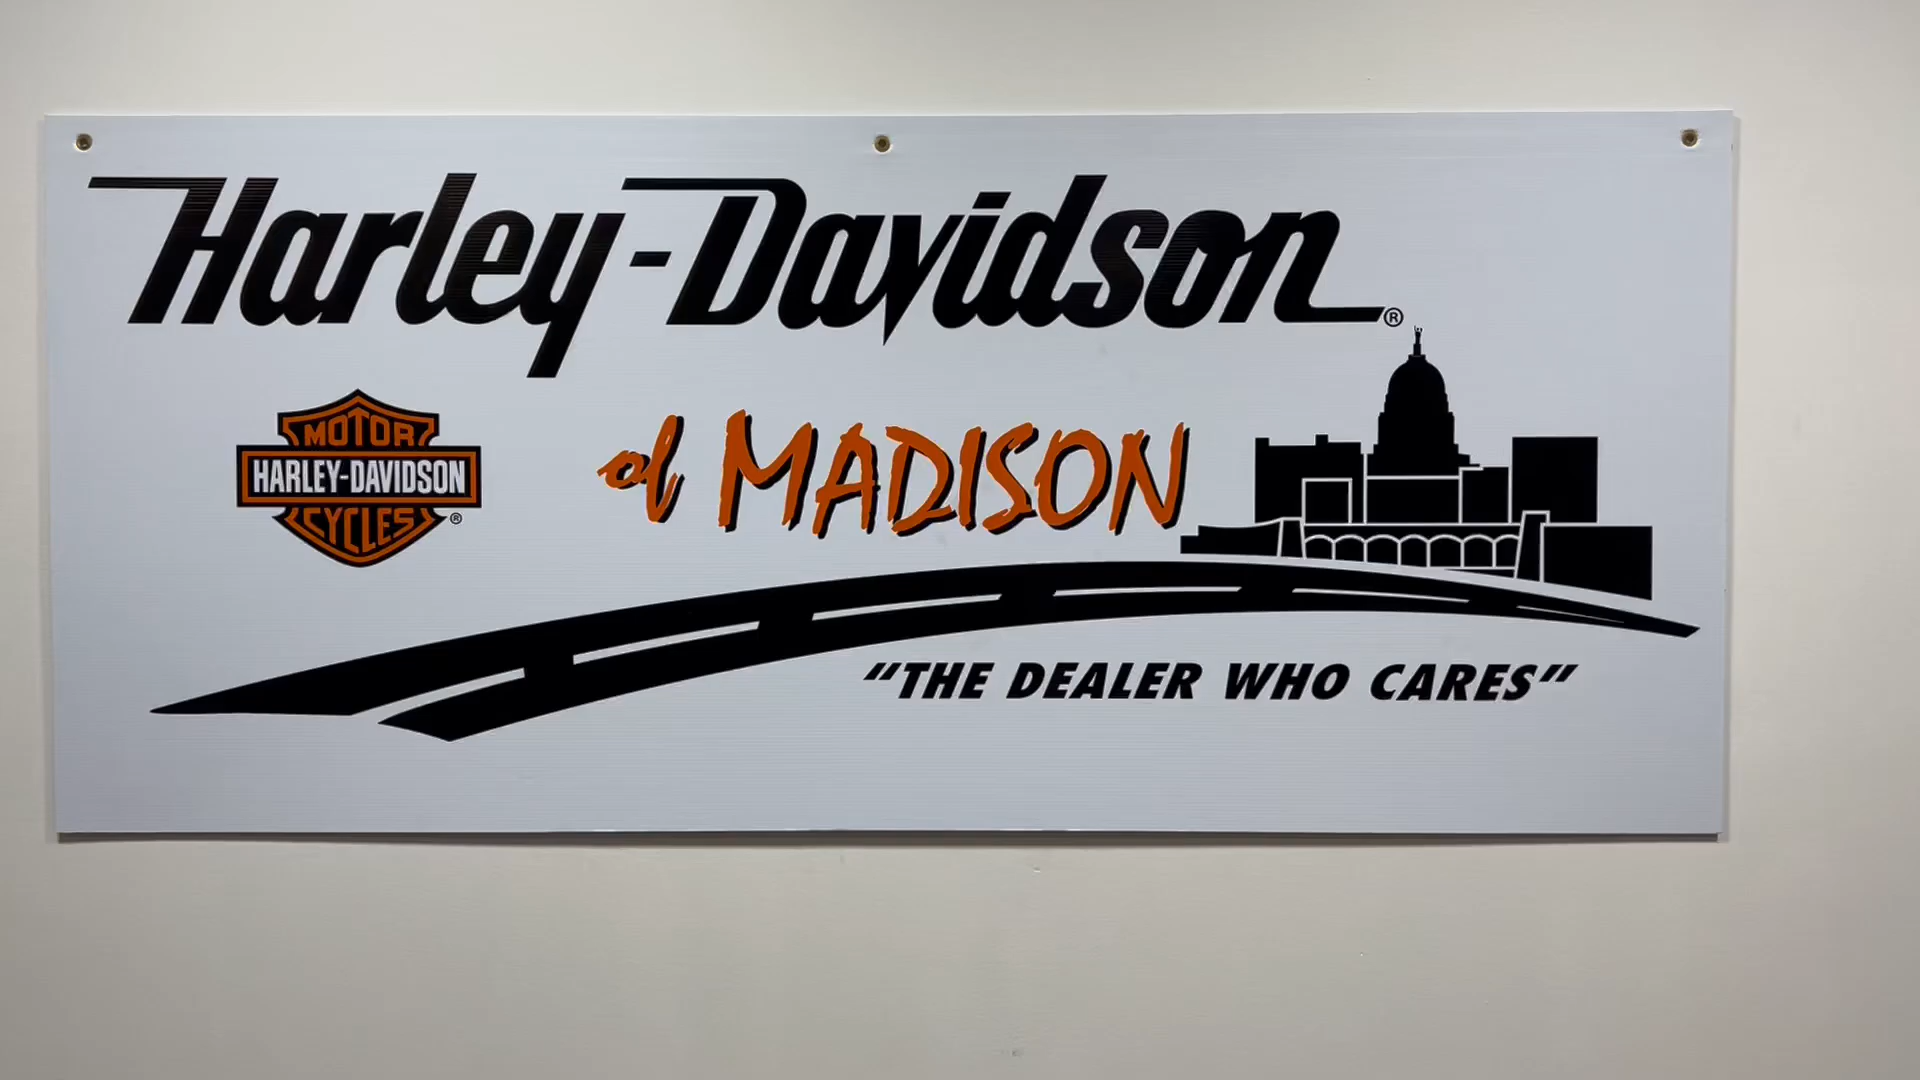 Harley-Davidson®
MOTOR
HARLEY-DAVIDSON
CYCLES®
of MADISON
"THE DEALER WHO CARES"